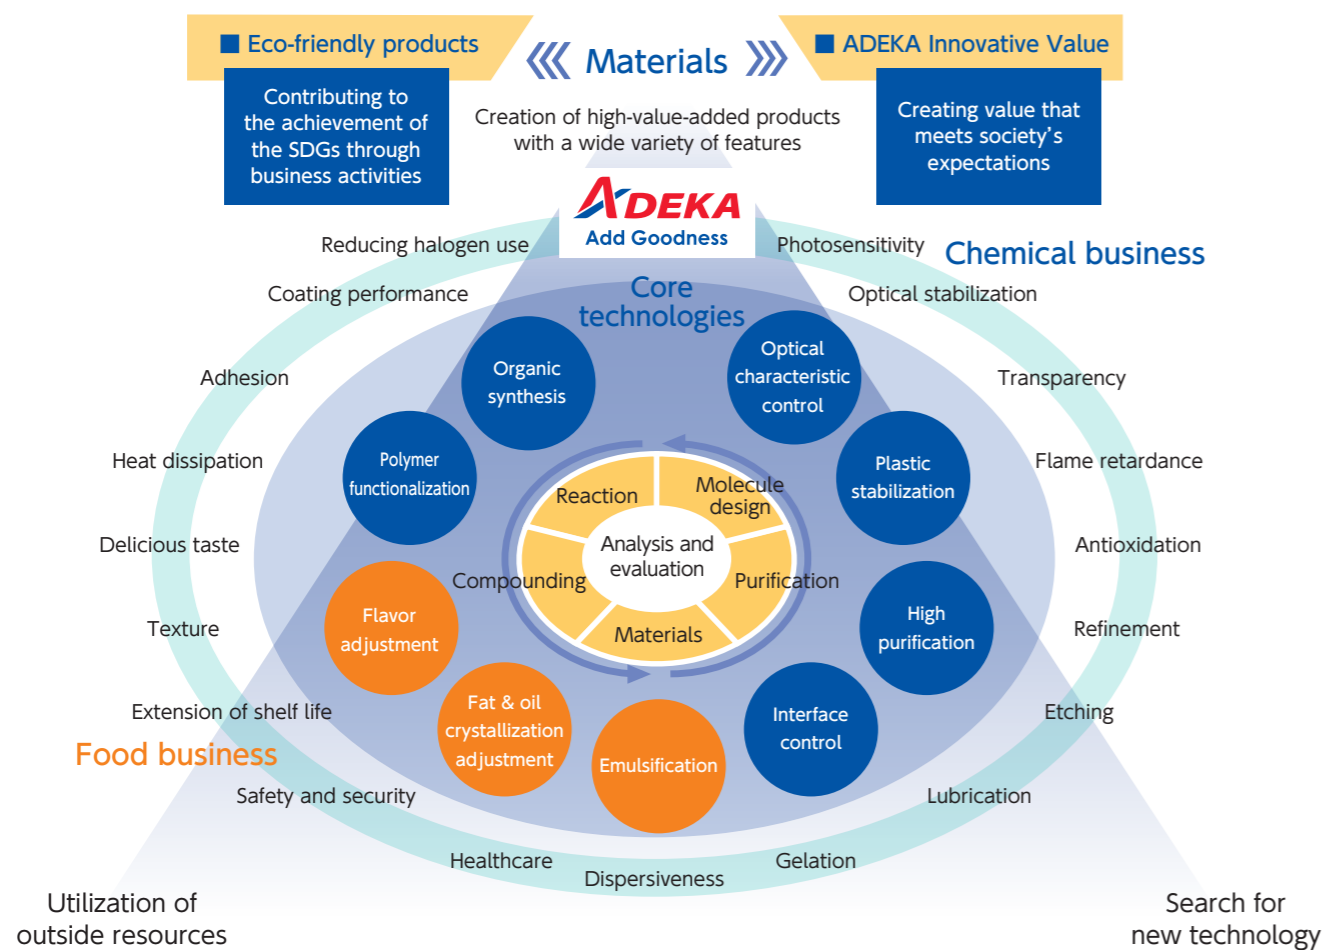 ■ Eco-friendly products
Contributing to
the achievement of
the SDGs through
business activities
Materials
Creation of high-value-added products
with a wide variety of features
■ ADEKA Innovative Value
Creating value that
meets society's
expectations
ADEKA
Add Goodness
Chemical business
Core
technologies
Reducing halogen use
Coating performance
Adhesion
Heat dissipation
Delicious taste
Texture
Extension of shelf life
Food business
Safety and security
Healthcare
Dispersiveness
Gelation
Lubrication
Etching
Refinement
Antioxidation
Flame retardance
Transparency
Optical stabilization
Photosensitivity
Organic
synthesis
Optical
characteristic
control
Polymer
functionalization
Plastic
stabilization
Flavor
adjustment
High
purification
Fat & oil
crystallization
adjustment
Emulsification
Interface
control
Reaction
Molecule
design
Compounding
Analysis and
evaluation
Purification
Materials
Utilization of
outside resources
Search for
new technology